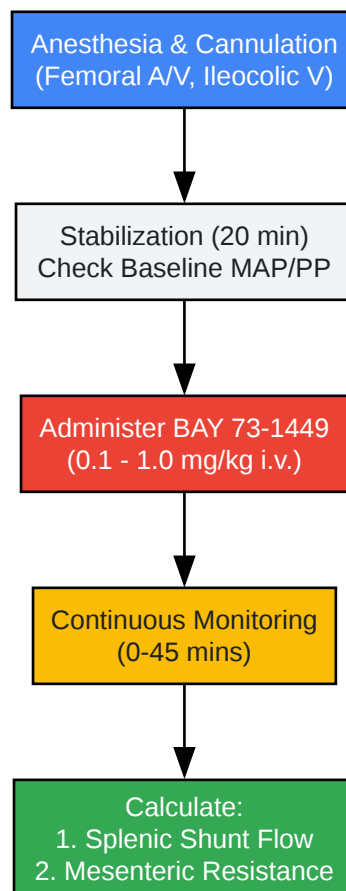 Anesthesia & Cannulation
(Femoral A/V, Ileocolic V)
Stabilization (20 min)
Check Baseline MAP/PP
Administer BAY 73-1449
(0.1 - 1.0 mg/kg i.v.)
Continuous Monitoring
(0-45 mins)
Calculate:
1. Splenic Shunt Flow
2. Mesenteric Resistance